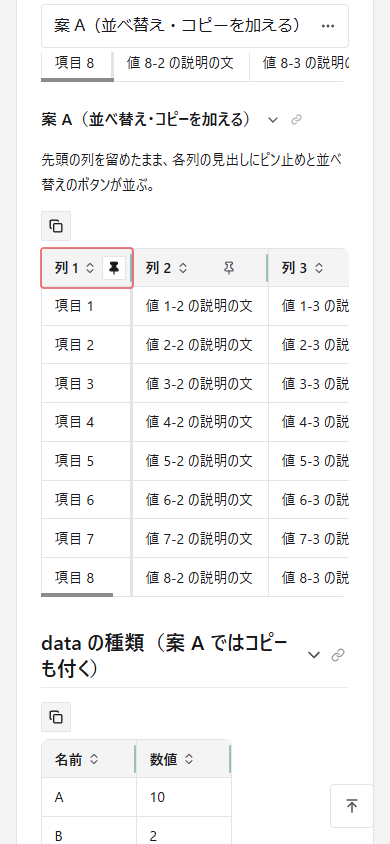 案 A（並べ替え・コピーを加える）
項目 8 値 8-2 の説明の文 値 8-3 の説明
案 A（並べ替え･コピーを加える）
先頭の列を留めたまま、各列の見出しにピン止めと並べ
替えのボタンが並ぶ。
列 1 列 2 列 3
項目 1 値 1-2 の説明の文 値 1-3 の説
項目 2 値 2-2 の説明の文 値 2-3 の説
項目 3 値 3-2 の説明の文 値 3-3 の説
項目 4 値 4-2 の説明の文 値 4-3 の説
項目 5 値 5-2 の説明の文 値 5-3 の説
項目 6 値 6-2 の説明の文 値 6-3 の説
項目 7 値 7-2 の説明の文 値 7-3 の説
項目 8 値 8-2 の説明の文 値 8-3 の説
data の種類（案 A ではコピー
も付く）
名前 数値
A 10
B 2